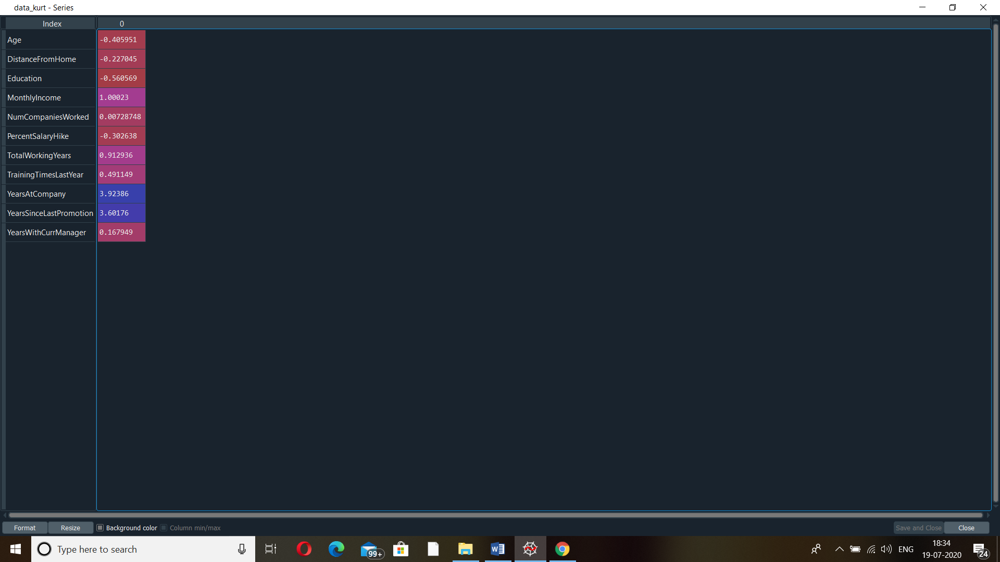 data_kurt - Series
Index 0
Age -0.405951
DistanceFromHome -0.227045
Education -0.560569
MonthlyIncome 1.00023
NumCompaniesWorked 0.00728748
PercentSalaryHike -0.302638
TotalWorkingYears 0.912936
TrainingTimesLastYear 0.491149
YearsAtCompany 3.92386
YearsSinceLastPromotion 3.60176
YearsWithCurrManager 0.167949
Format Resize Background color Column min/max Save and Close Close
Type here to search 99+ W ENG 18:34
19-07-2020 24